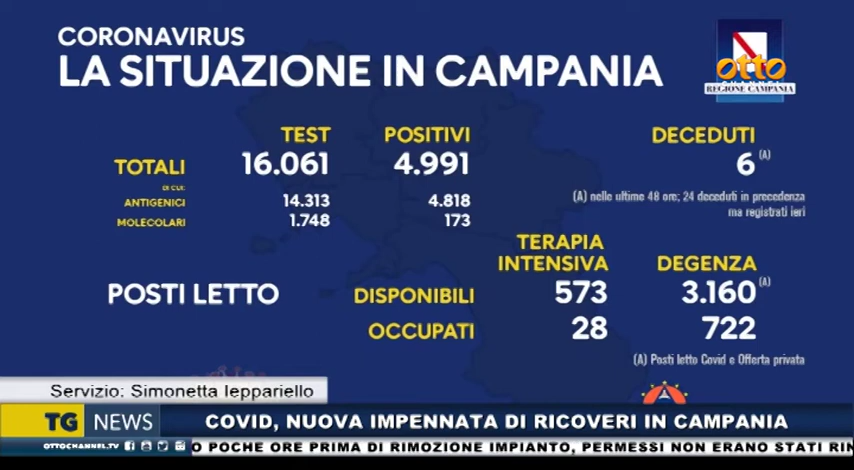 CORONAVIRUS
LA SITUAZIONE IN CAMPANIA
OTTO
CHANNEL
REGIONE CAMPANIA
TEST POSITIVI DECEDUTI
TOTALI 16.061 4.991 6 (A)
DI CUI:
ANTIGENICI 14.313 4.818
MOLECOLARI 1.748 173
(A) nelle ultime 48 ore; 24 deceduti in precedenza
ma registrati ieri
TERAPIA
INTENSIVA DEGENZA
POSTI LETTO DISPONIBILI 573 3.160 (A)
OCCUPATI 28 722
(A) Posti letto Covid e Offerta privata
Servizio: Simonetta Ieppariello
TG NEWS COVID, NUOVA IMPENNATA DI RICOVERI IN CAMPANIA
OTTOCHANNEL.TV O POCHE ORE PRIMA DI RIMOZIONE IMPIANTO, PERMESSI NON ERANO STATI RIN